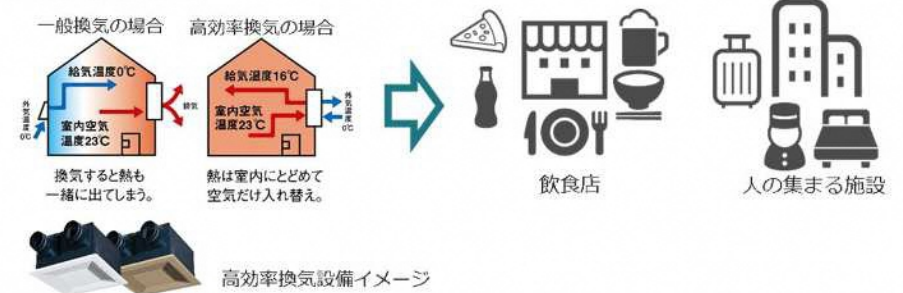 一般換気の場合
高効率換気の場合
給気温度0℃
外気温度0℃
排気
室内空気
温度23℃
換気すると熱も
一緒に出てしまう。
給気温度16℃
室内空気
温度23℃
外気温度0℃
熱は室内にとどめて
空気だけ入れ替え。
飲食店
人の集まる施設
高効率換気設備イメージ